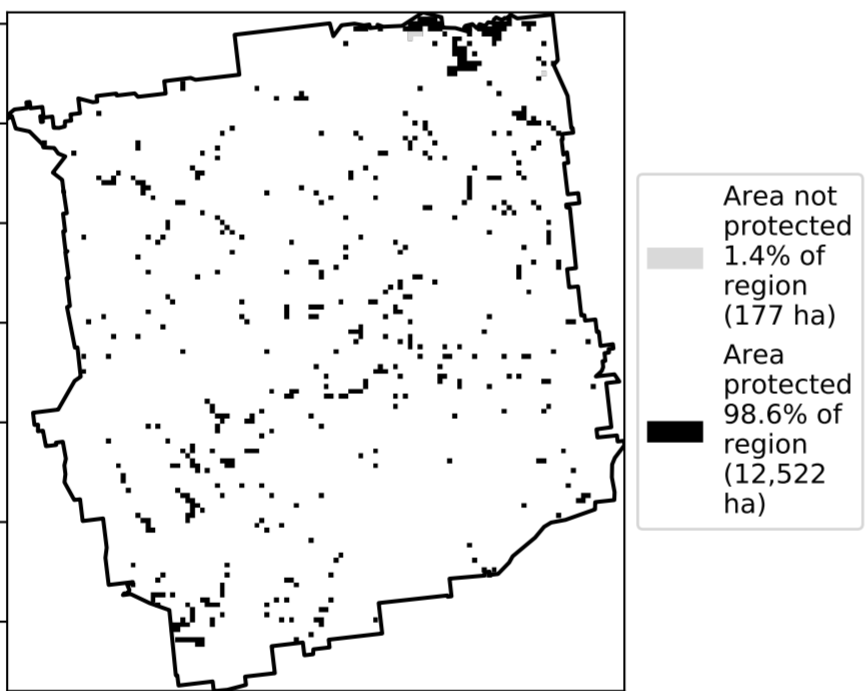 Area not
protected
1.4% of
region
(177 ha)
Area
protected
98.6% of
region
(12,522
ha)